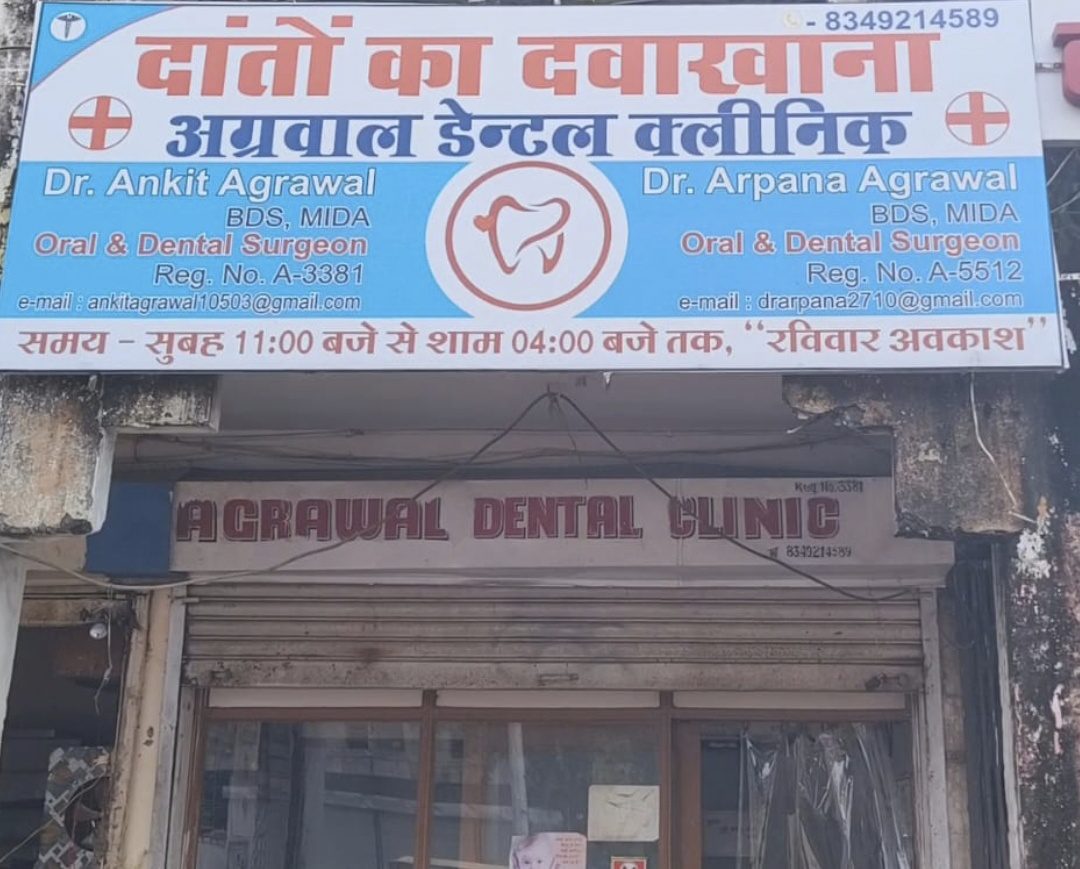 - 8349214589
दांतों का दवाखाना
अग्रवाल डेन्टल क्लीनिक
Dr. Ankit Agrawal
BDS, MIDA
Oral & Dental Surgeon
Reg. No. A-3381
e-mail : ankitagrawal10503@gmail.com
Dr. Arpana Agrawal
BDS, MIDA
Oral & Dental Surgeon
Reg. No. A-5512
e-mail : drarpana2710@gmail.com
समय - सुबह 11:00 बजे से शाम 04:00 बजे तक, "रविवार अवकाश"
Reg. No. 3381
AGRAWAL DENTAL CLINIC
8349214589